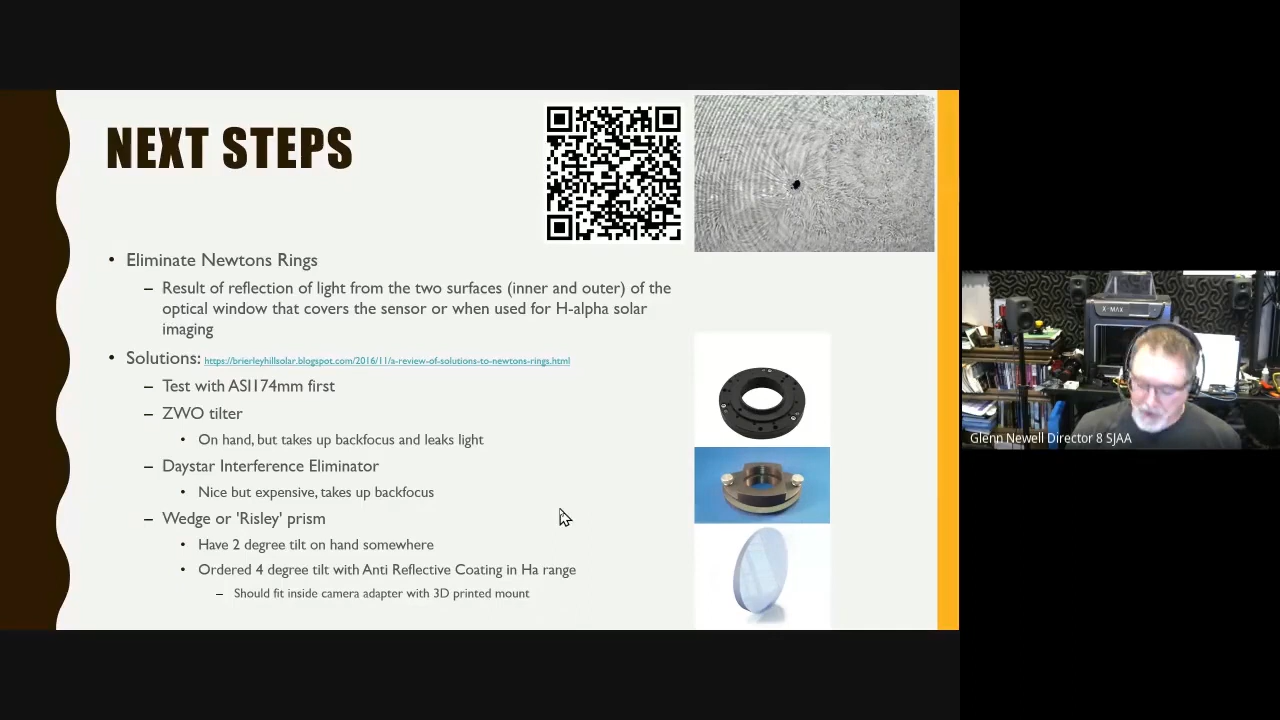 NEXT STEPS
• Eliminate Newtons Rings
– Result of reflection of light from the two surfaces (inner and outer) of the
optical window that covers the sensor or when used for H-alpha solar
imaging
• Solutions: https://brierleyhillsolar.blogspot.com/2016/11/a-review-of-solutions-to-newtons-rings.html
– Test with ASI174mm first
– ZWO tilter
• On hand, but takes up backfocus and leaks light
– Daystar Interference Eliminator
• Nice but expensive, takes up backfocus
– Wedge or 'Risley' prism
• Have 2 degree tilt on hand somewhere
• Ordered 4 degree tilt with Anti Reflective Coating in Ha range
– Should fit inside camera adapter with 3D printed mount
X-MAX
Glenn Newell Director 8 SJAA